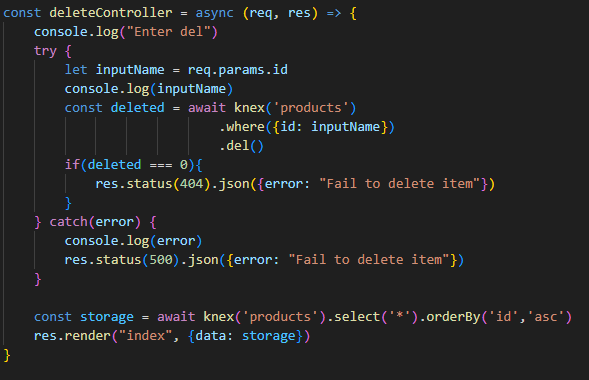 const deleteController = async (req, res) => {
    console.log("Enter del")
    try {
        let inputName = req.params.id
        console.log(inputName)
        const deleted = await knex('products')
                            .where({id: inputName})
                            .del()
        if(deleted === 0){
            res.status(404).json({error: "Fail to delete item"})
        }
    } catch(error) {
        console.log(error)
        res.status(500).json({error: "Fail to delete item"})
    }

    const storage = await knex('products').select('*').orderBy('id','asc')
    res.render("index", {data: storage})
}